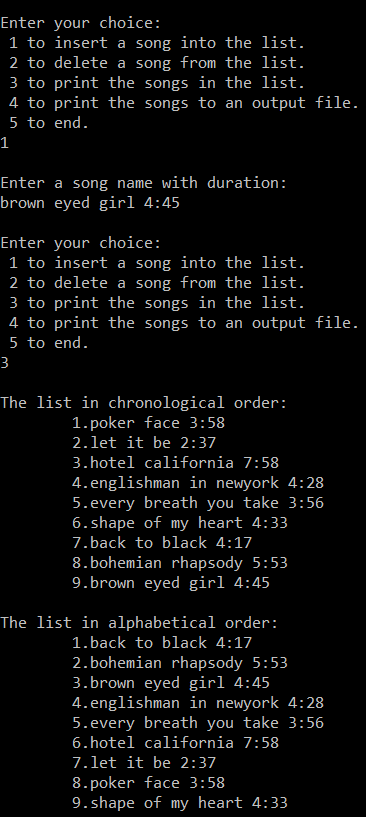 Enter your choice:
1 to insert a song into the list.
2 to delete a song from the list.
3 to print the songs in the list.
4 to print the songs to an output file.
5 to end.
1
Enter a song name with duration:
brown eyed girl 4:45
Enter your choice:
1 to insert a song into the list.
2 to delete a song from the list.
3 to print the songs in the list.
4 to print the songs to an output file.
5 to end.
3
The list in chronological order:
1.poker face 3:58
2.let it be 2:37
3.hotel california 7:58
4.englishman in newyork 4:28
5.every breath you take 3:56
6.shape of my heart 4:33
7.back to black 4:17
8.bohemian rhapsody 5:53
9.brown eyed girl 4:45
The list in alphabetical order:
1.back to black 4:17
2.bohemian rhapsody 5:53
3.brown eyed girl 4:45
4.englishman in newyork 4:28
5.every breath you take 3:56
6.hotel california 7:58
7.let it be 2:37
8.poker face 3:58
9.shape of my heart 4:33